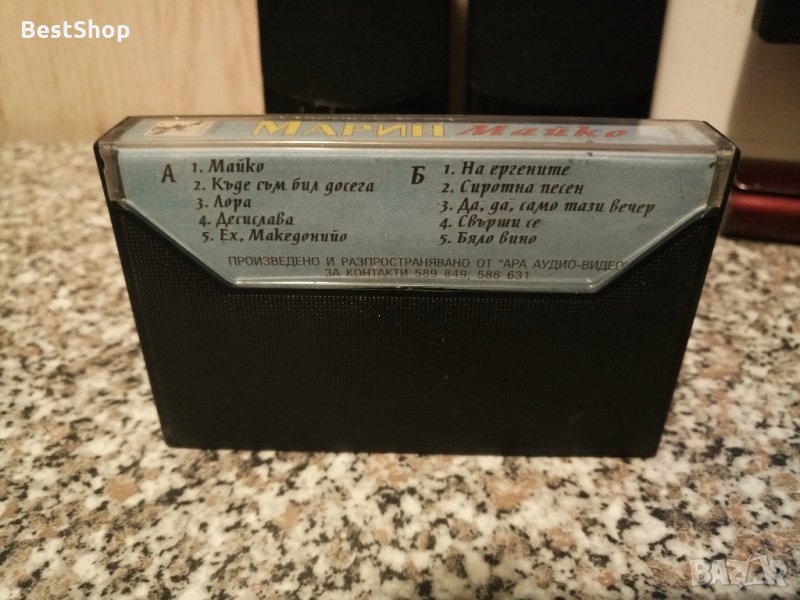 BestShop
МАРИН Майко
А
1. Майко
2. Къде съм бил досега
3. Лора
4. Десислава
5. Ех, Македонийо
Б
1. На ергените
2. Сиротна песен
3. Да, да, само тази вечер
4. Свърши се
5. Бяло вино
ПРОИЗВЕДЕНО И РАЗПРОСТРАНЯВАНО ОТ "АРА АУДИО-ВИДЕО"
ЗА КОНТАКТИ 589 849, 588 631
BAZAR